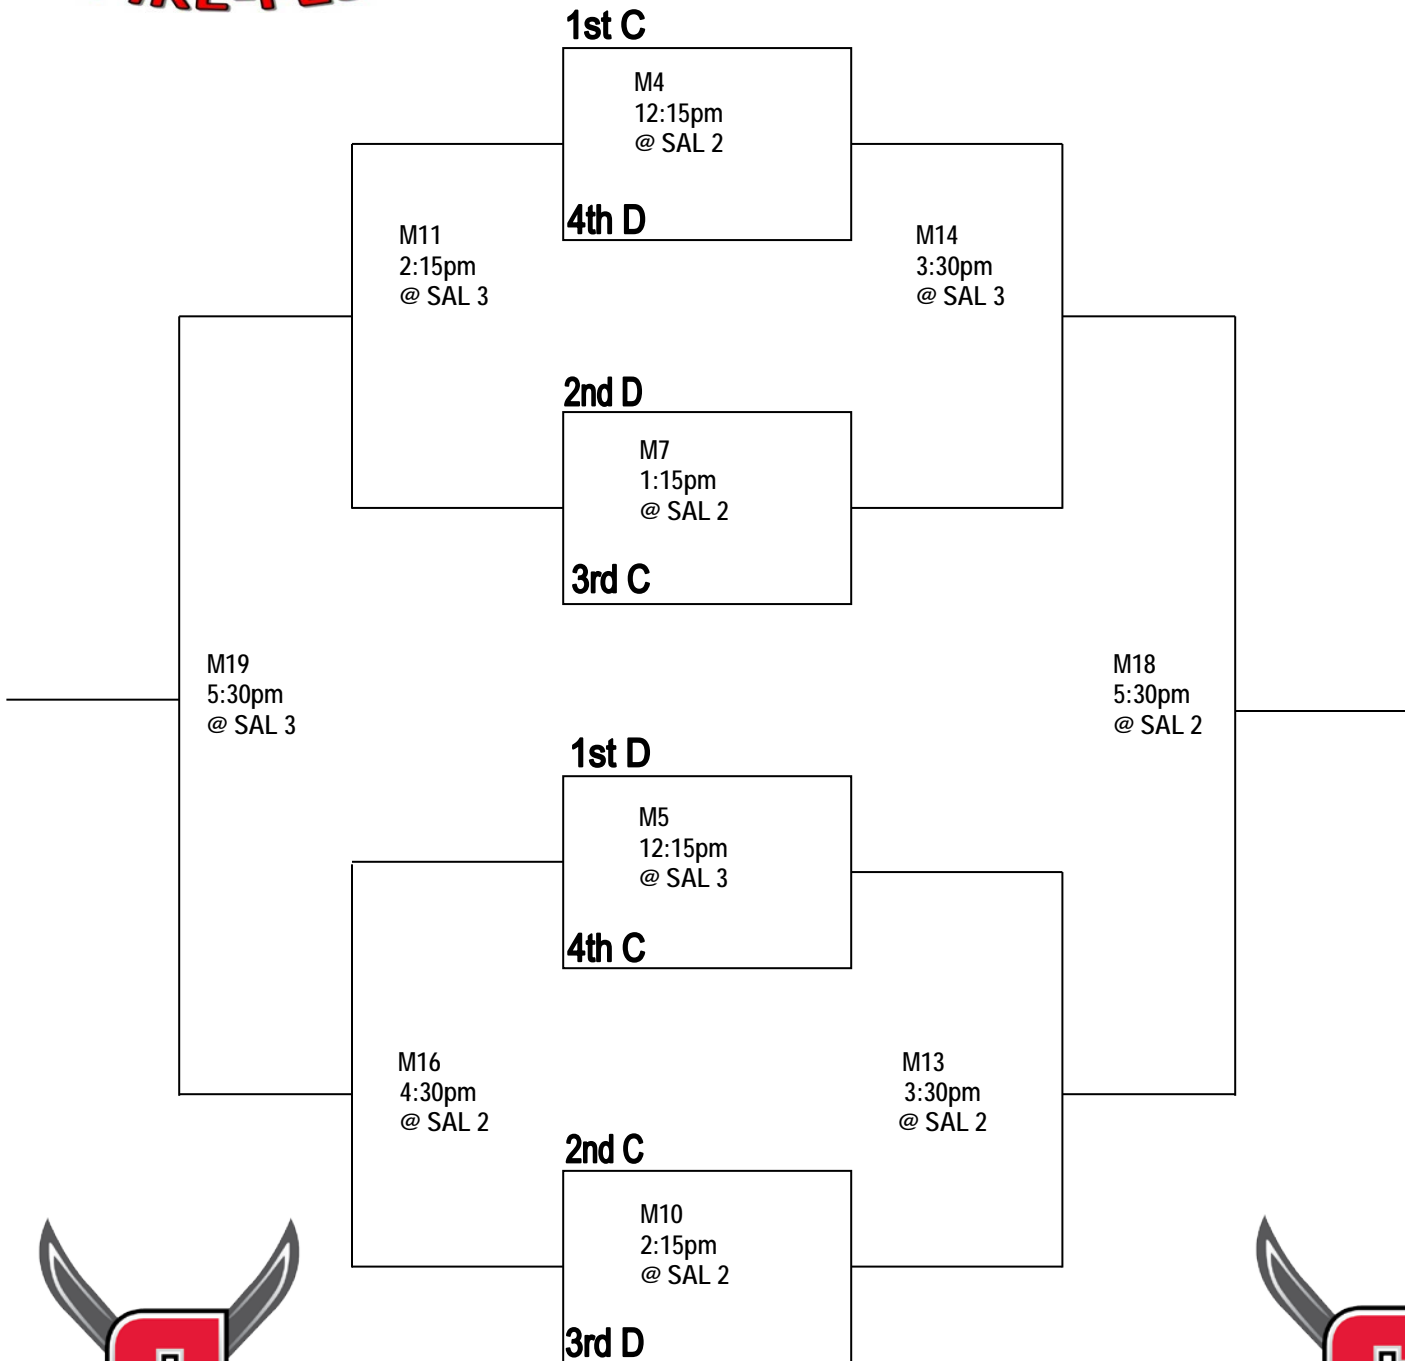 1st C
M4
12:15pm
@ SAL 2
4th D
M11
2:15pm
@ SAL 3
M14
3:30pm
@ SAL 3
2nd D
M7
1:15pm
@ SAL 2
3rd C
M19
5:30pm
@ SAL 3
M18
5:30pm
@ SAL 2
1st D
M5
12:15pm
@ SAL 3
4th C
M16
4:30pm
@ SAL 2
M13
3:30pm
@ SAL 2
2nd C
M10
2:15pm
@ SAL 2
3rd D